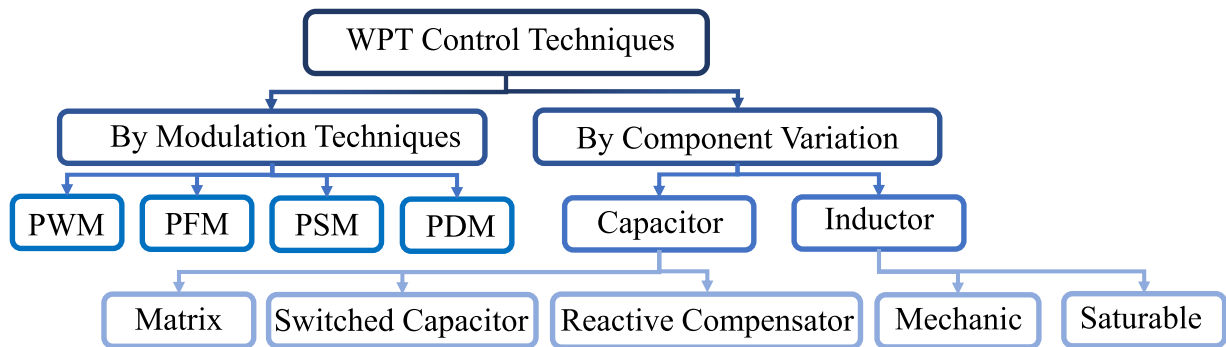 WPT Control Techniques
By Modulation Techniques
By Component Variation
PWM
PFM
PSM
PDM
Capacitor
Inductor
Matrix
Switched Capacitor
Reactive Compensator
Mechanic
Saturable